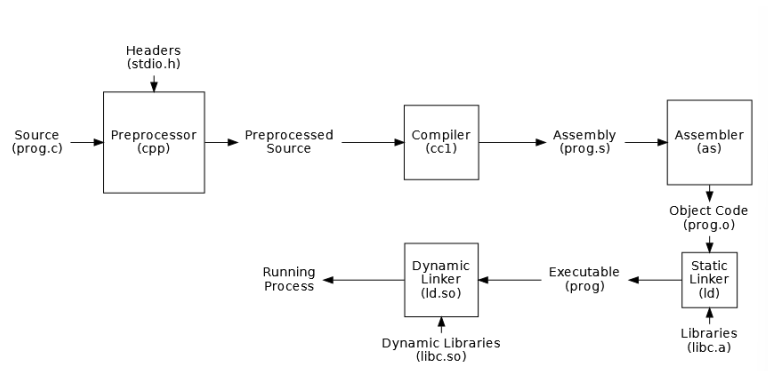 Headers
(stdio.h)
Source
(prog.c)
Preprocessor
(cpp)
Preprocessed
Source
Compiler
(cc1)
Assembly
(prog.s)
Assembler
(as)
Object Code
(prog.o)
Static
Linker
(ld)
Libraries
(libc.a)
Executable
(prog)
Dynamic
Linker
(ld.so)
Dynamic Libraries
(libc.so)
Running
Process